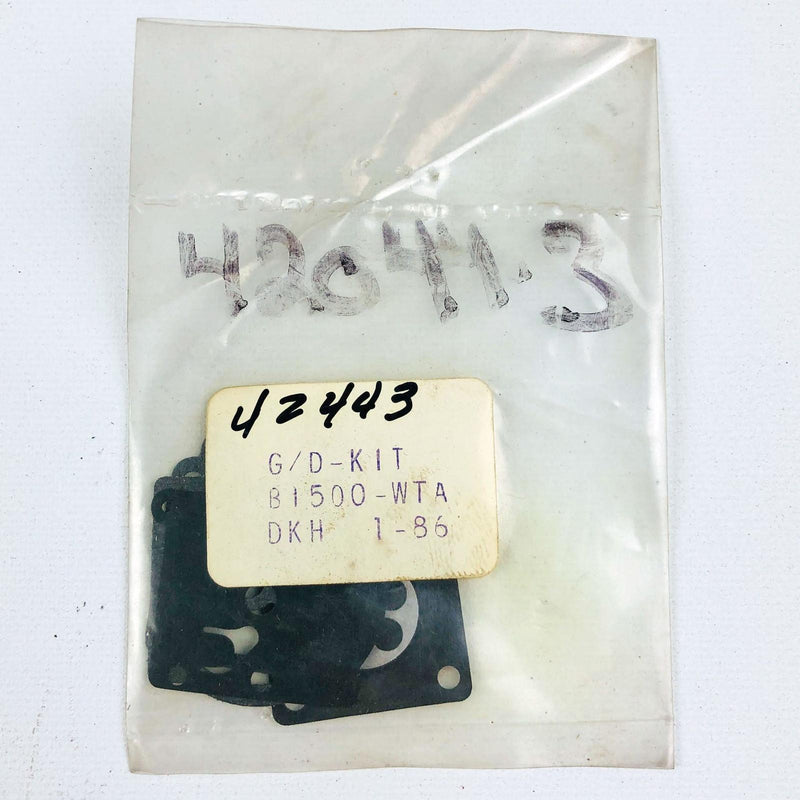 42041-3
42443
G/D-KIT
B1500-WTA
DKH 1-86